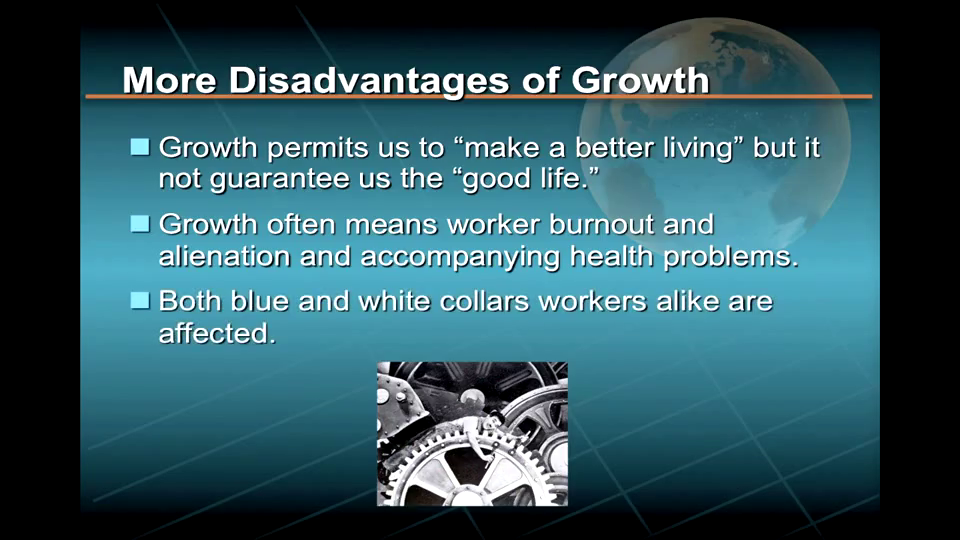 More Disadvantages of Growth
Growth permits us to “make a better living” but it
not guarantee us the “good life.”
Growth often means worker burnout and
alienation and accompanying health problems.
Both blue and white collars workers alike are
affected.